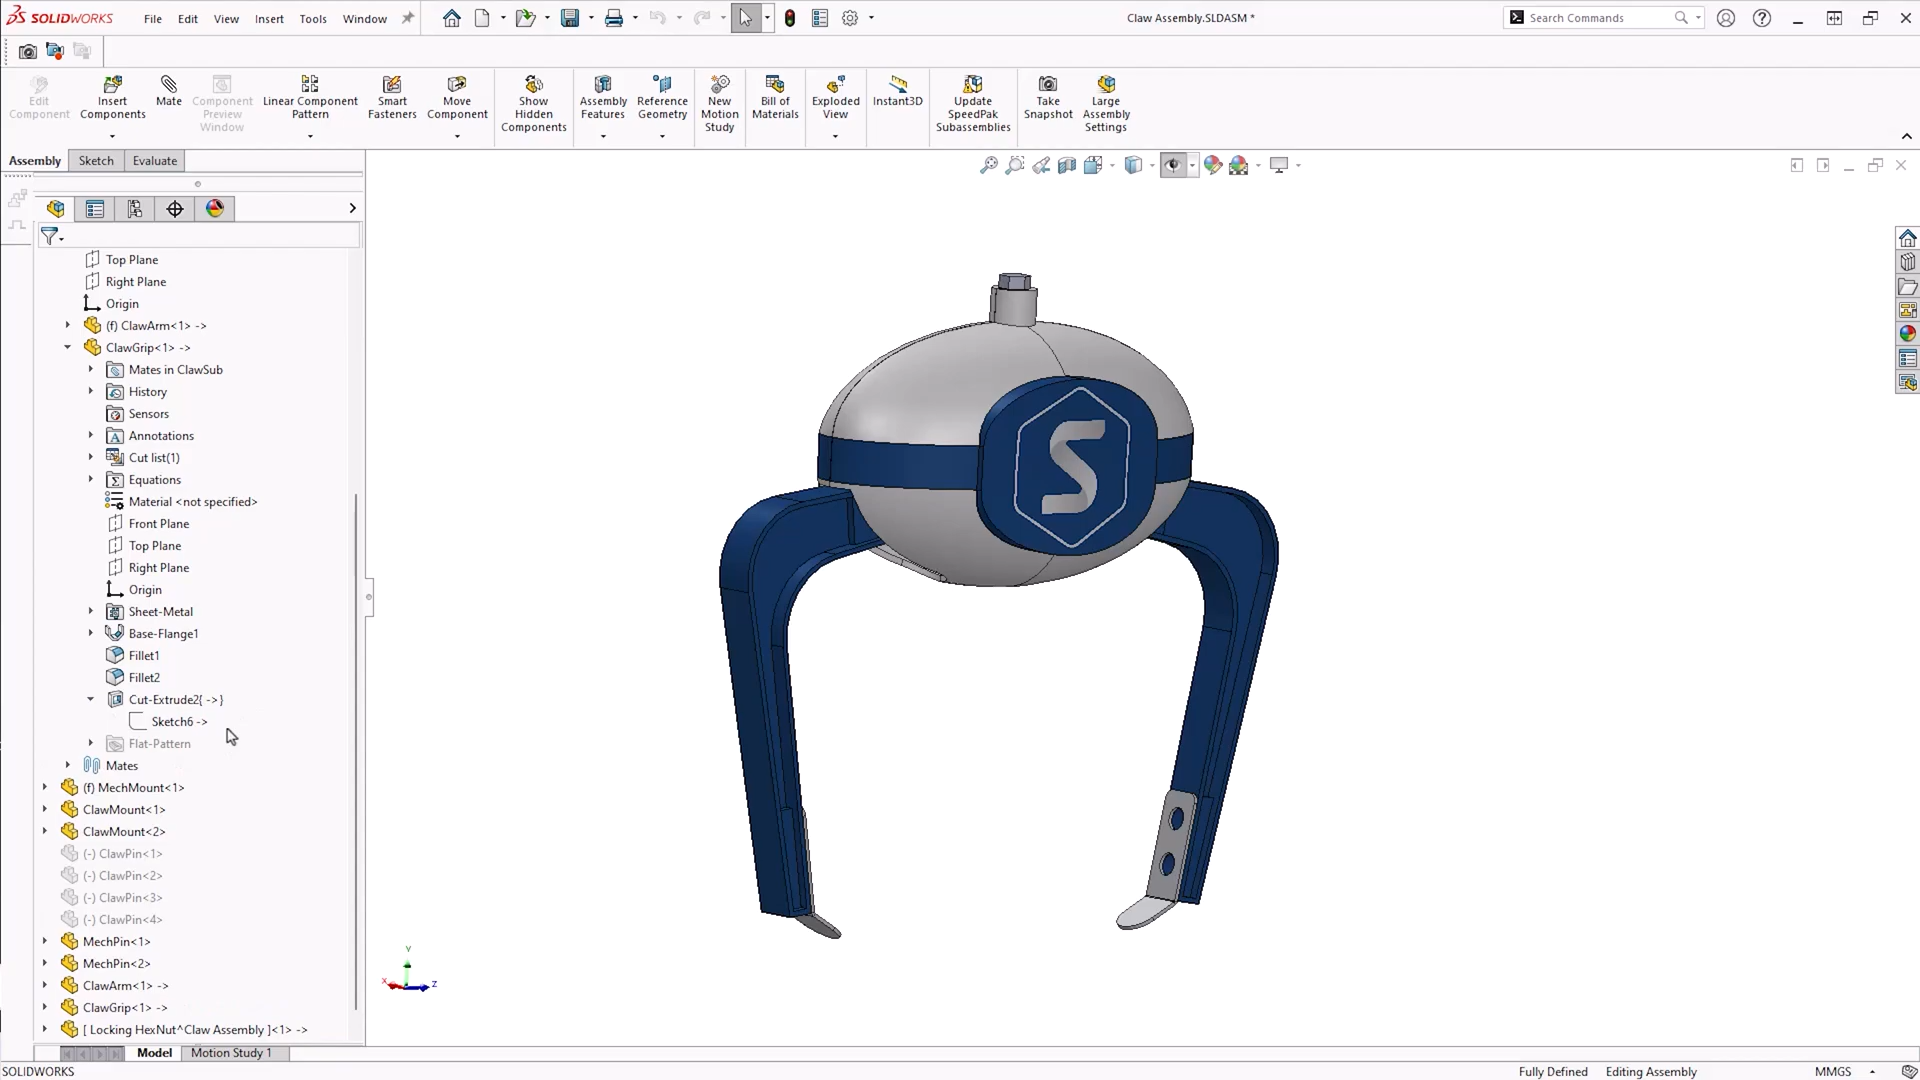 SOLIDWORKS File Edit View Insert Tools Window Claw Assembly.SLDASM * Search Commands
Edit Component
Insert Components
Mate
Component Preview Window
Linear Component Pattern
Smart Fasteners
Move Component
Show Hidden Components
Assembly Features
Reference Geometry
New Motion Study
Bill of Materials
Exploded View
Instant3D
Update SpeedPak Subassemblies
Take Snapshot
Large Assembly Settings
Assembly Sketch Evaluate
Top Plane
Right Plane
Origin
(f) ClawArm<1> ->
ClawGrip<1> ->
Mates in ClawSub
History
Sensors
Annotations
Cut list(1)
Equations
Material <not specified>
Front Plane
Top Plane
Right Plane
Origin
Sheet-Metal
Base-Flange1
Fillet1
Fillet2
Cut-Extrude2{ ->}
Sketch6 ->
Flat-Pattern
Mates
(f) MechMount<1>
ClawMount<1>
ClawMount<2>
(-) ClawPin<1>
(-) ClawPin<2>
(-) ClawPin<3>
(-) ClawPin<4>
MechPin<1>
MechPin<2>
ClawArm<1> ->
ClawGrip<1> ->
[ Locking HexNut^Claw Assembly ]<1> ->
S
Y
X Z
Model Motion Study 1
SOLIDWORKS Fully Defined Editing Assembly MMGS